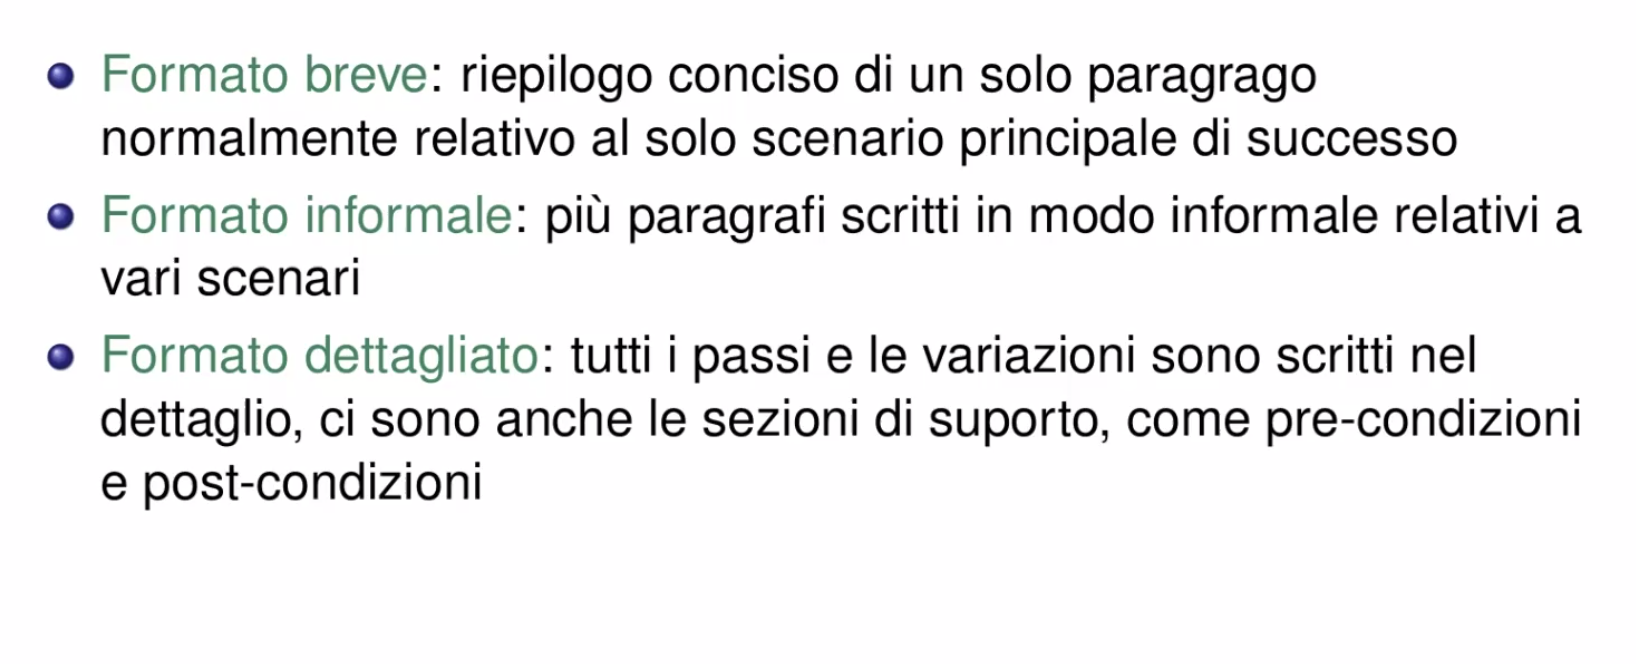 Formato breve: riepilogo conciso di un solo paragrago
normalmente relativo al solo scenario principale di successo
Formato informale: più paragrafi scritti in modo informale relativi a
vari scenari
Formato dettagliato: tutti i passi e le variazioni sono scritti nel
dettaglio, ci sono anche le sezioni di suporto, come pre-condizioni
e post-condizioni